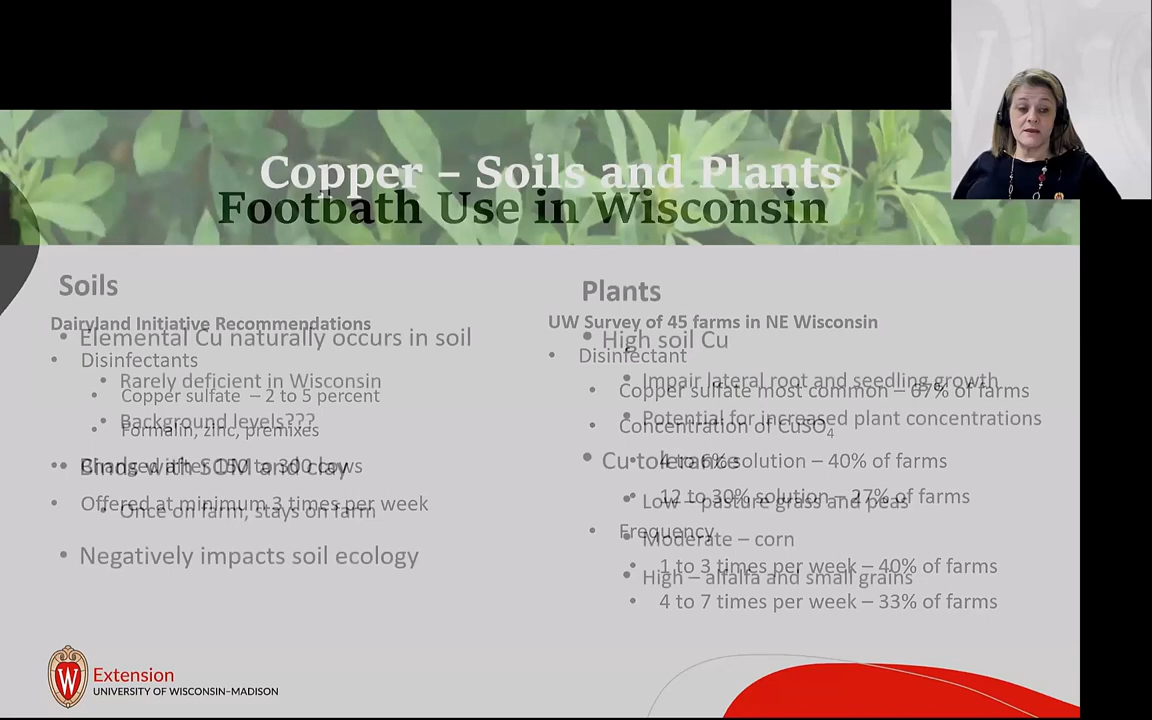 Copper – Soils and Plants
Footbath Use in Wisconsin
Soils
Dairyland Initiative Recommendations
• Elemental Cu naturally occurs in soil
• Disinfectants
• Rarely deficient in Wisconsin
• Copper sulfate – 2 to 5 percent
• Background levels???
• Formalin, zinc, premixes
• Binds with SOM and clay
• Changed after 150 to 300 cows
• Offered at minimum 3 times per week
• Once on farm, stays on farm
• Negatively impacts soil ecology
Plants
UW Survey of 45 farms in NE Wisconsin
• High soil Cu
• Disinfectant
• Impair lateral root and seedling growth
• Copper sulfate most common – 67% of farms
• Potential for increased plant concentrations
• Concentration of CuSO4
• Cu tolerance
• 4 to 6% solution – 40% of farms
• 12 to 30% solution – 27% of farms
• Low – pasture grass and peas
• Frequency
• Moderate – corn
• 1 to 3 times per week – 40% of farms
• High – alfalfa and small grains
• 4 to 7 times per week – 33% of farms
W
Extension
UNIVERSITY OF WISCONSIN–MADISON